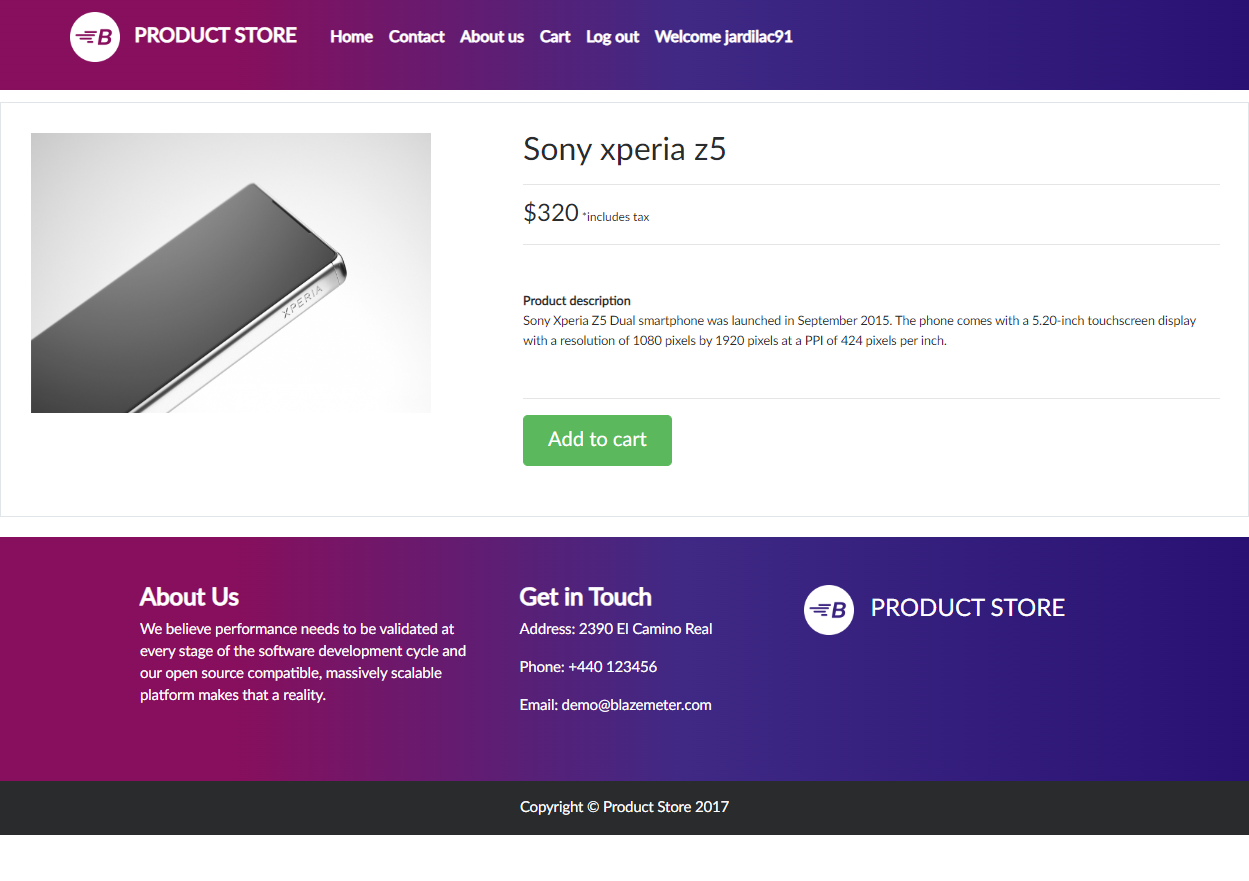 B PRODUCT STORE Home Contact About us Cart Log out Welcome jardilac91
Sony xperia z5
$320 *includes tax
XPERIA
Product description
Sony Xperia Z5 Dual smartphone was launched in September 2015. The phone comes with a 5.20-inch touchscreen display
with a resolution of 1080 pixels by 1920 pixels at a PPI of 424 pixels per inch.
Add to cart
About Us
We believe performance needs to be validated at
every stage of the software development cycle and
our open source compatible, massively scalable
platform makes that a reality.
Get in Touch
Address: 2390 El Camino Real
Phone: +440 123456
Email: demo@blazemeter.com
B PRODUCT STORE
Copyright © Product Store 2017